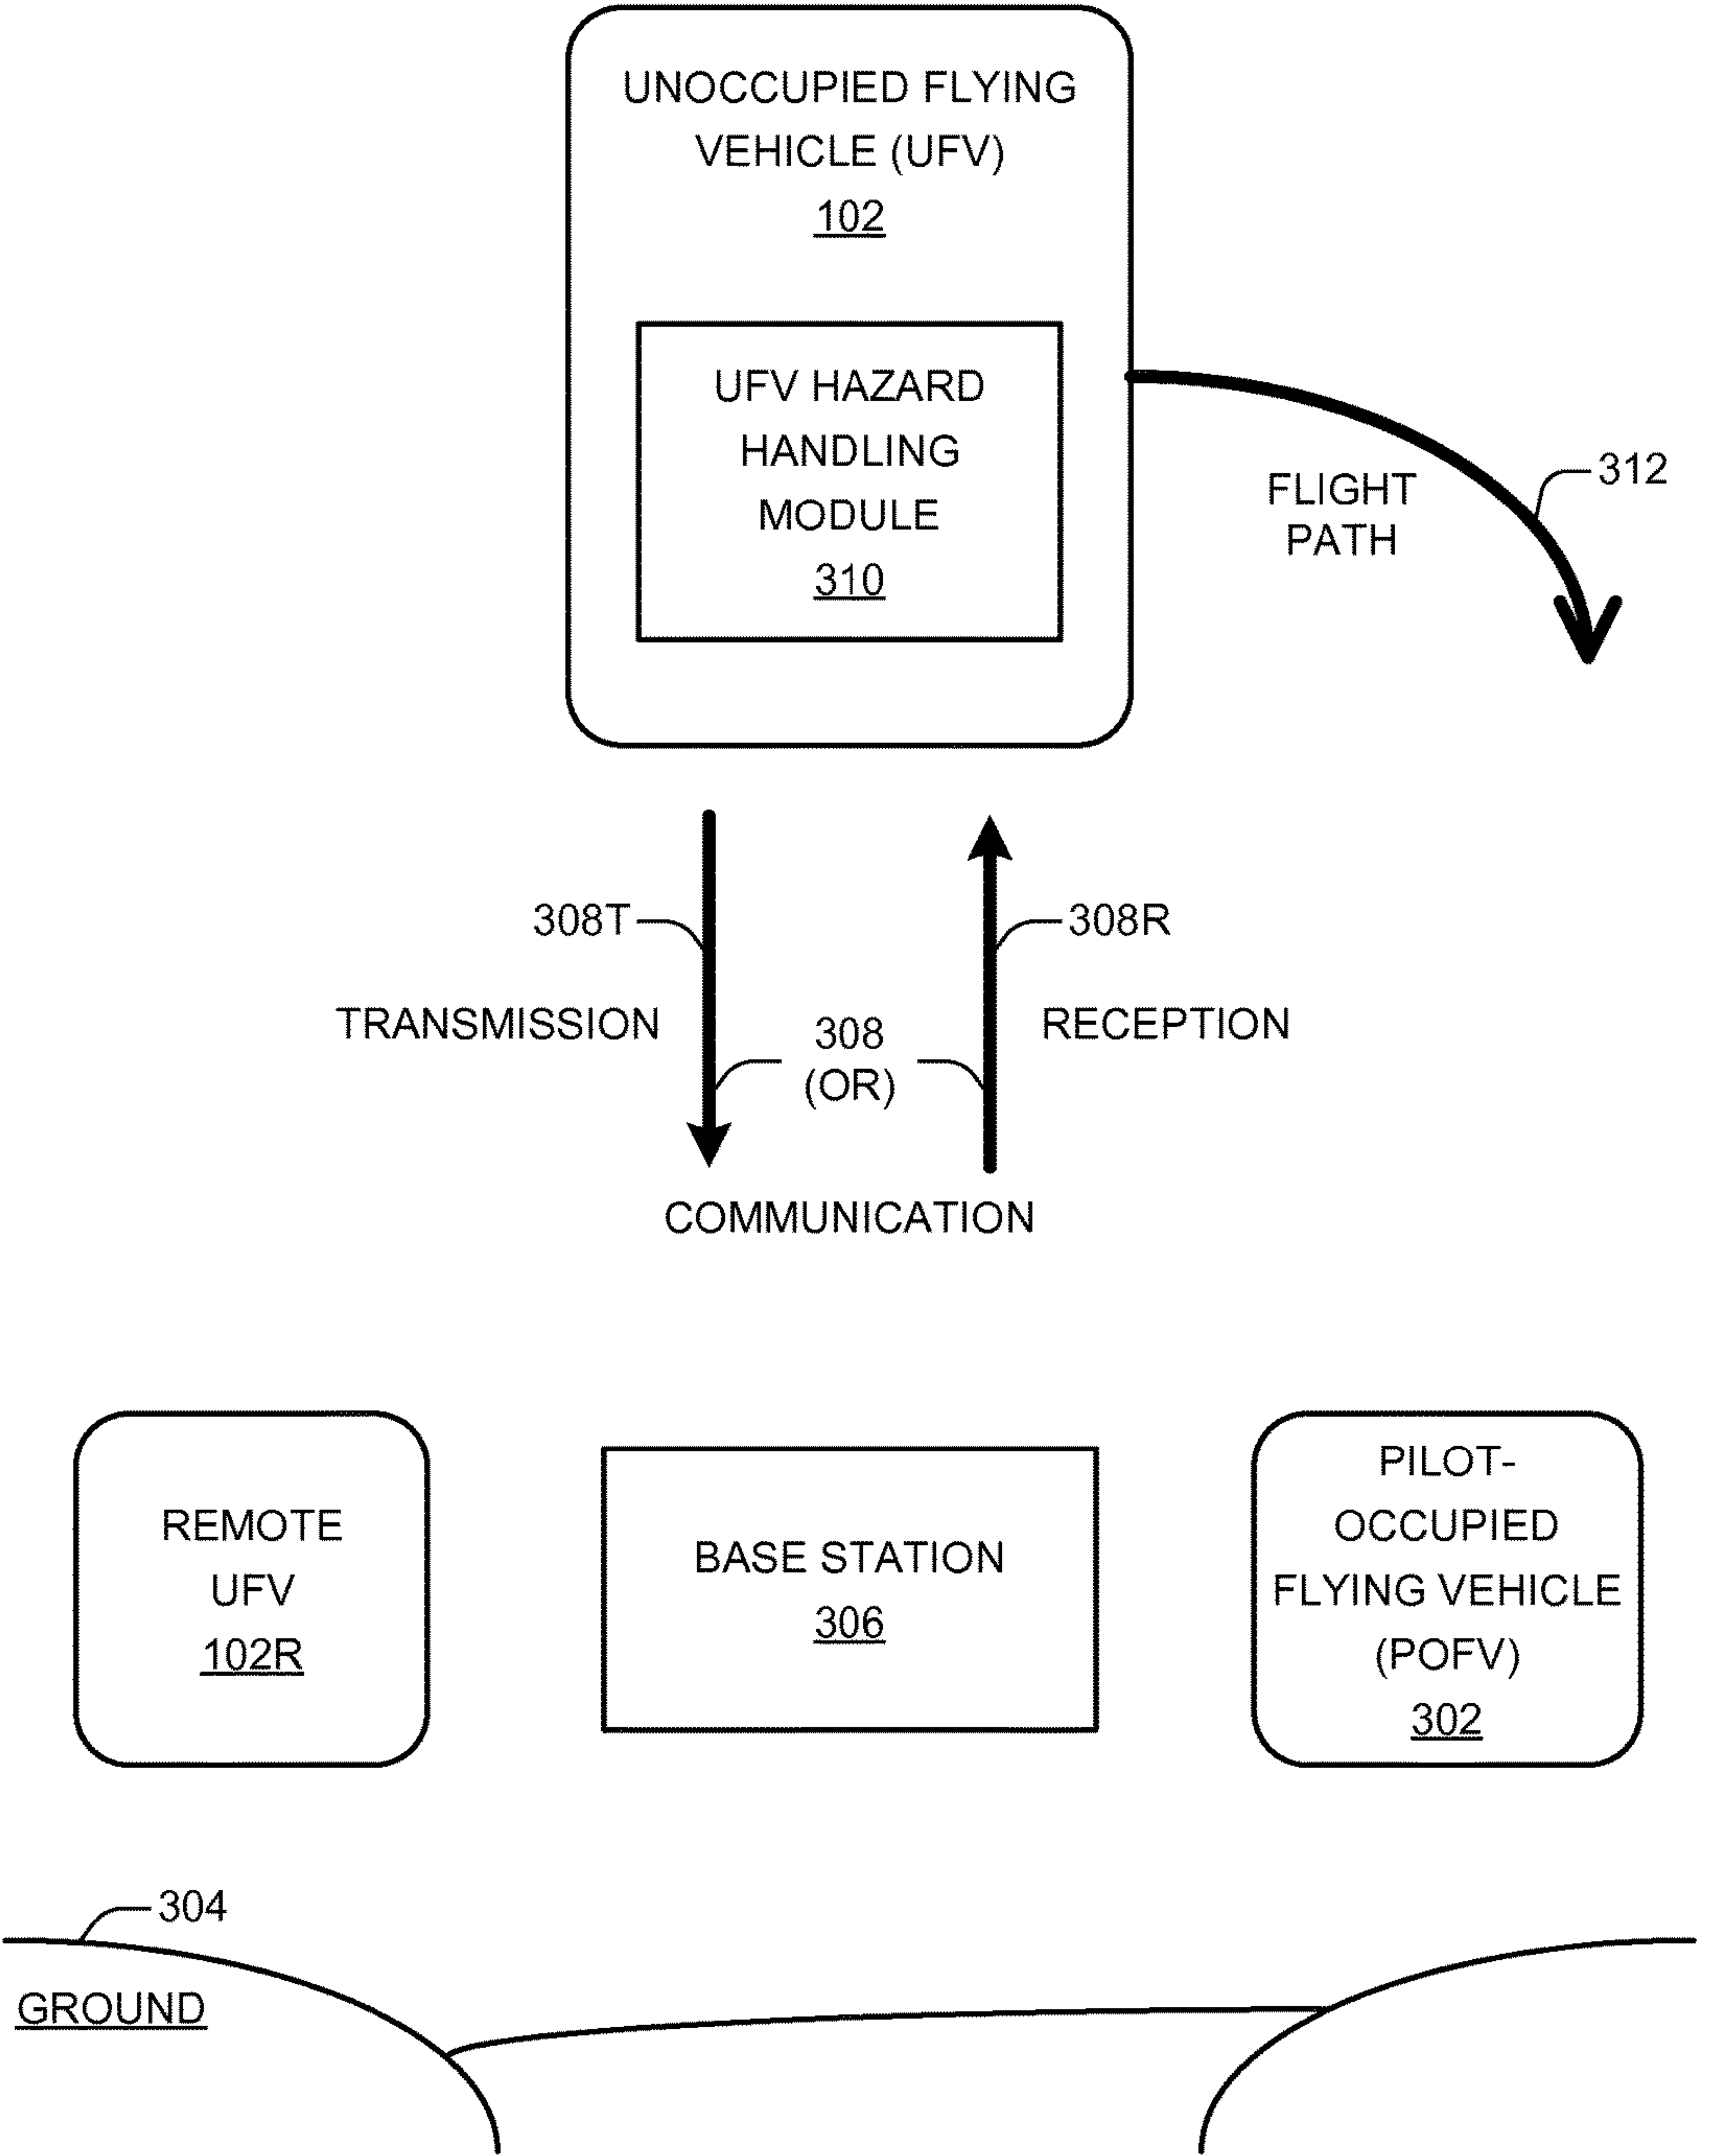 UNOCCUPIED FLYING
VEHICLE (UFV)
102
UFV HAZARD
HANDLING
MODULE
310
312
FLIGHT
PATH
308T
308R
TRANSMISSION
308
(OR)
RECEPTION
COMMUNICATION
REMOTE
UFV
102R
BASE STATION
306
PILOT-
OCCUPIED
FLYING VEHICLE
(POFV)
302
304
GROUND